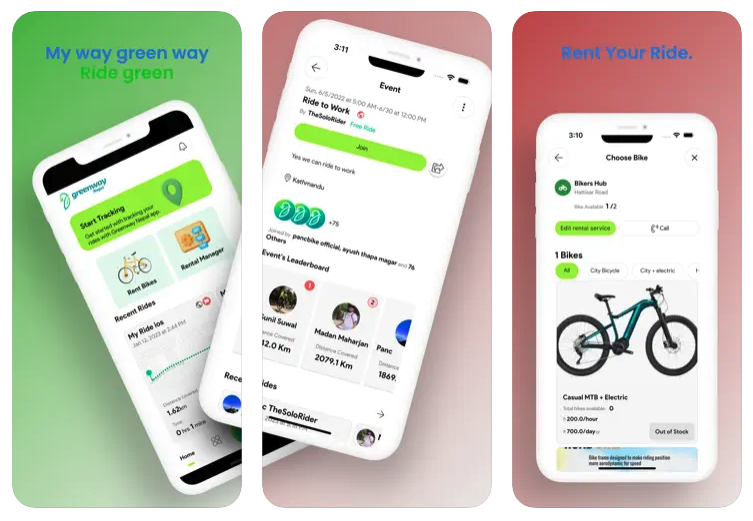 My way green way
Ride green
greenway
Nepal
Start Tracking
Get started with tracking your
rides with Greenway Nepal app.
Rent Bikes
Rental Manager
Recent Rides
My Ride Ios
Jan 12, 2023 at 2:44 PM
Distance Covered
1.62km
Time
0 hrs 1 mins
Home
3:11
Event
Sun, 6/5/2022 at 5:00 AM-6/30 at 12:00 PM
Ride to Work
By TheSoloRider Free Ride
Join
Yes we can ride to work
Kathmandu
+75
Joined by pancbike official, ayush thapa magar and 76
Others
Event's Leaderboard
1
Sunil Suwal
Distance Covered
12.0 Km
2
Madan Maharjan
Distance Covered
2079.1 Km
Panc
Distance
1869.
Rece
ides
TheSoloRider
Rent Your Ride.
3:10
Choose Bike
Bikers Hub
Hattisar Road
Bike Available 1/2
Edit rental service
Call
1 Bikes
All
City Bicycle
City + electric
Casual MTB + Electric
Total bikes available: 0
200.0/hour
700.0/day
Out of Stock
Bike frame designed to make riding position
more aerodynamic for speed